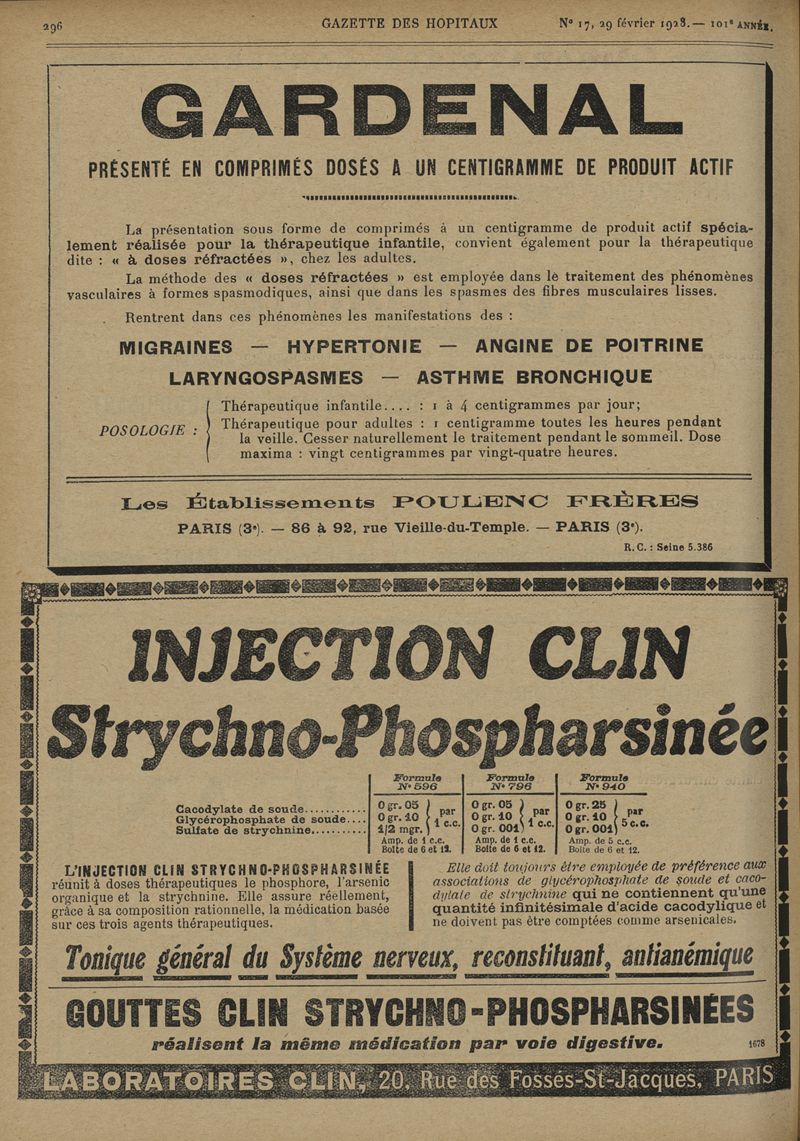 296 GAZETTE DES HOPITAUX N° 17, 29 février 1928. — 101e ANNÉE.
GARDENAL
PRÉSENTÉ EN COMPRIMÉS DOSÉS A UN CENTIGRAMME DE PRODUIT ACTIF
La présentation sous forme de comprimés à un centigramme de produit actif spécia-
lement réalisée pour la thérapeutique infantile, convient également pour la thérapeutique
dite : « à doses réfractées », chez les adultes.
La méthode des « doses réfractées » est employée dans le traitement des phénomènes
vasculaires à formes spasmodiques, ainsi que dans les spasmes des fibres musculaires lisses.
Rentrent dans ces phénomènes les manifestations des :
MIGRAINES — HYPERTONIE — ANGINE DE POITRINE
LARYNGOSPASMES — ASTHME BRONCHIQUE
POSOLOGIE :
Thérapeutique infantile.... : 1 à 4 centigrammes par jour;
Thérapeutique pour adultes : 1 centigramme toutes les heures pendant
la veille. Cesser naturellement le traitement pendant le sommeil. Dose
maxima : vingt centigrammes par vingt-quatre heures.
Les Établissements POULENC FRÈRES
PARIS (3e). — 86 à 92, rue Vieille-du-Temple. — PARIS (3e).
R. C. : Seine 5.386
INJECTION CLIN
Strychno-Phospharsinée
Formule N° 596 Formule N° 796 Formule N° 940
Cacodylate de soude............ 0 gr. 05 0 gr. 05 0 gr. 25
Glycérophosphate de soude.... 0 gr. 10 par 1 c.c. 0 gr. 10 par 1 c.c. 0 gr. 10 par 5 c.c.
Sulfate de strychnine........... 1/2 mgr. 0 gr. 001 0 gr. 001
Amp. de 1 c.c. Amp. de 1 c.c. Amp. de 5 c.c.
Boîte de 6 et 12. Boîte de 6 et 12. Boîte de 6 et 12.
L'INJECTION CLIN STRYCHNO-PHOSPHARSINÉE
réunit à doses thérapeutiques le phosphore, l'arsenic
organique et la strychnine. Elle assure réellement,
grâce à sa composition rationnelle, la médication basée
sur ces trois agents thérapeutiques.
Elle doit toujours être employée de préférence aux
associations de glycérophosphate de soude et caco-
dylate de strychnine qui ne contiennent qu'une
quantité infinitésimale d'acide cacodylique et
ne doivent pas être comptées comme arsenicales.
Tonique général du Système nerveux, reconstituant, antianémique
GOUTTES CLIN STRYCHNO-PHOSPHARSINÉES
réalisent la même médication par voie digestive. 1678
LABORATOIRES CLIN, 20, Rue des Fossés-St-Jacques, PARIS